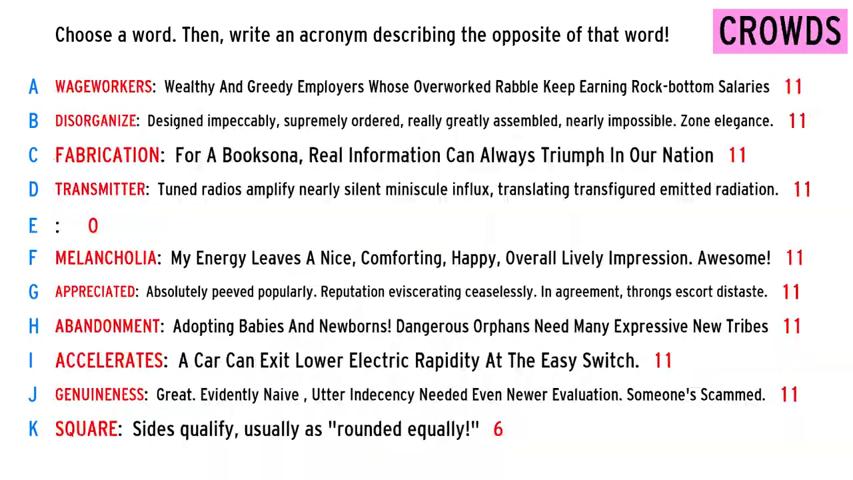 Choose a word. Then, write an acronym describing the opposite of that word! CROWDS
A WAGEWORKERS: Wealthy And Greedy Employers Whose Overworked Rabble Keep Earning Rock-bottom Salaries 11
B DISORGANIZE: Designed impeccably, supremely ordered, really greatly assembled, nearly impossible. Zone elegance. 11
C FABRICATION: For A Booksona, Real Information Can Always Triumph In Our Nation 11
D TRANSMITTER: Tuned radios amplify nearly silent miniscule influx, translating transfigured emitted radiation. 11
E : 0
F MELANCHOLIA: My Energy Leaves A Nice, Comforting, Happy, Overall Lively Impression. Awesome! 11
G APPRECIATED: Absolutely peeved popularly. Reputation eviscerating ceaselessly. In agreement, throngs escort distaste. 11
H ABANDONMENT: Adopting Babies And Newborns! Dangerous Orphans Need Many Expressive New Tribes 11
I ACCELERATES: A Car Can Exit Lower Electric Rapidity At The Easy Switch. 11
J GENUINENESS: Great. Evidently Naive , Utter Indecency Needed Even Newer Evaluation. Someone's Scammed. 11
K SQUARE: Sides qualify, usually as "rounded equally!" 6